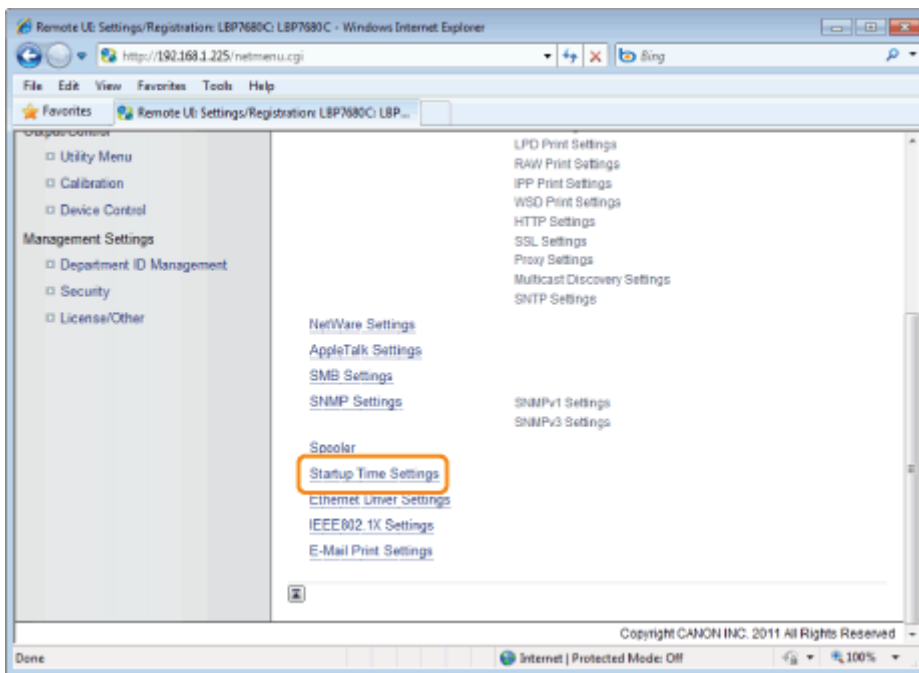 Remote UI: Settings/Registration: LBP7680C: LBP7680C - Windows Internet Explorer
http://192.168.1.225/netmenu.cgi
Bing
File Edit View Favorites Tools Help
Favorites
Remote UI: Settings/Registration: LBP7680C: LBP...
Output/Control
Utility Menu
Calibration
Device Control
Management Settings
Department ID Management
Security
License/Other
LPD Print Settings
RAW Print Settings
IPP Print Settings
WSD Print Settings
HTTP Settings
SSL Settings
Proxy Settings
Multicast Discovery Settings
SNTP Settings
NetWare Settings
AppleTalk Settings
SMB Settings
SNMP Settings
SNMPv1 Settings
SNMPv3 Settings
Spooler
Startup Time Settings
Ethernet Driver Settings
IEEE802.1X Settings
E-Mail Print Settings
Copyright CANON INC. 2011 All Rights Reserved
Done
Internet | Protected Mode: Off
100%